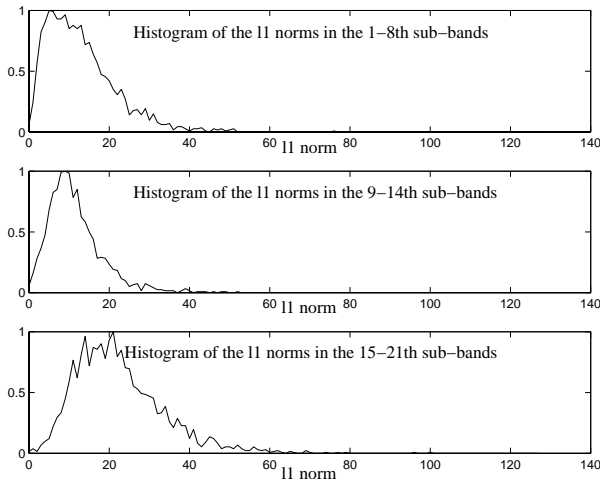 1
Histogram of the l1 norms in the 1−8th sub−bands
0.5
0
0 20 40 60 80 100 120 140
l1 norm
1
Histogram of the l1 norms in the 9−14th sub−bands
0.5
0
0 20 40 60 80 100 120 140
l1 norm
1
Histogram of the l1 norms in the 15−21th sub−bands
0.5
0
0 20 40 60 80 100 120 140
l1 norm